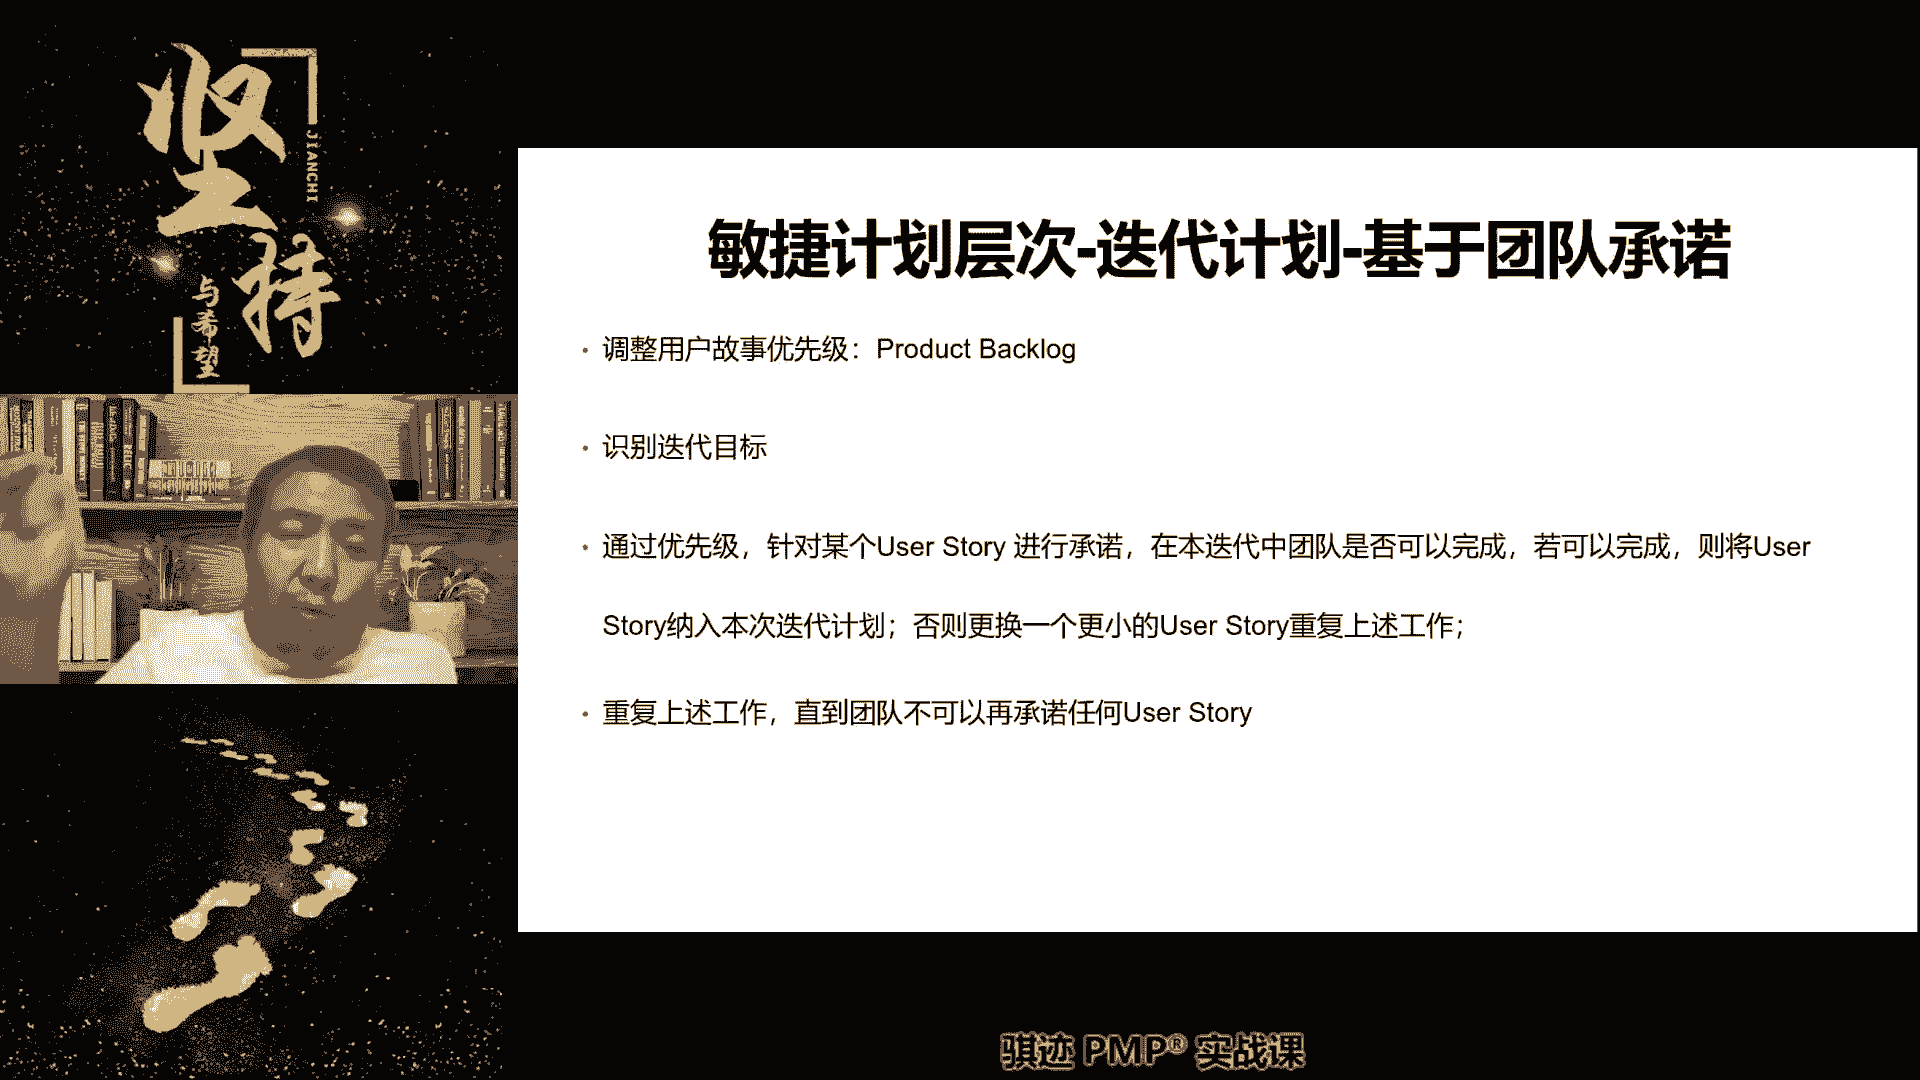 坚持
JIANCHI
与希望
敏捷计划层次-迭代计划-基于团队承诺
• 调整用户故事优先级：Product Backlog
• 识别迭代目标
• 通过优先级，针对某个User Story 进行承诺，在本迭代中团队是否可以完成，若可以完成，则将User
Story纳入本次迭代计划；否则更换一个更小的User Story重复上述工作；
• 重复上述工作，直到团队不可以再承诺任何User Story
骐迹 PMP® 实战课